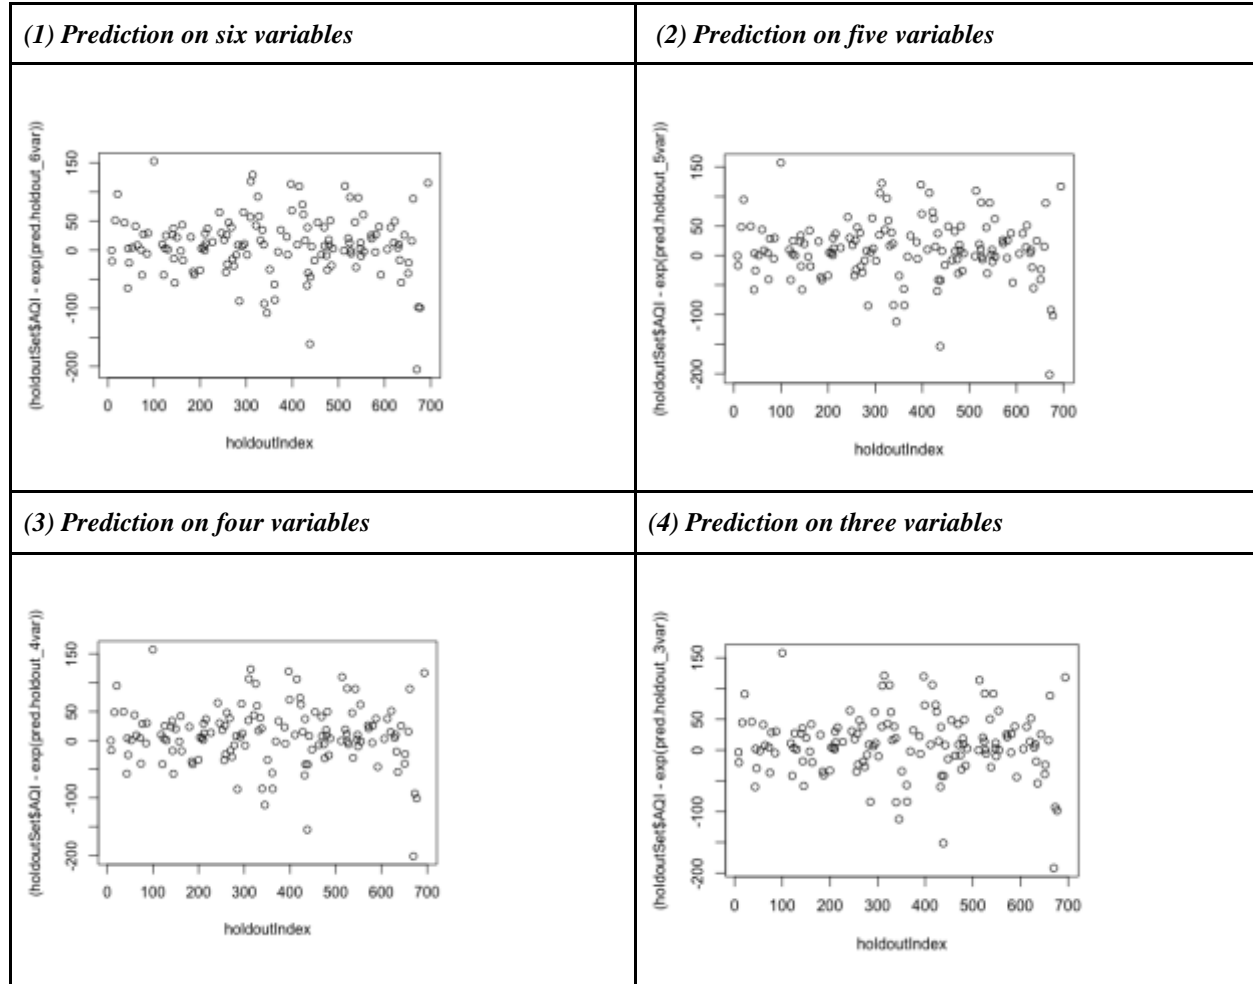 (1) Prediction on six variables
(2) Prediction on five variables
(holdoutSet$AQI - exp(pred.holdout_6var))
150
50
0
-100
-200
0 100 200 300 400 500 600 700
holdoutIndex
(holdoutSet$AQI - exp(pred.holdout_5var))
150
50
0
-100
-200
0 100 200 300 400 500 600 700
holdoutIndex
(3) Prediction on four variables
(4) Prediction on three variables
(holdoutSet$AQI - exp(pred.holdout_4var))
150
50
0
-100
-200
0 100 200 300 400 500 600 700
holdoutIndex
(holdoutSet$AQI - exp(pred.holdout_3var))
150
50
0
-100
-200
0 100 200 300 400 500 600 700
holdoutIndex